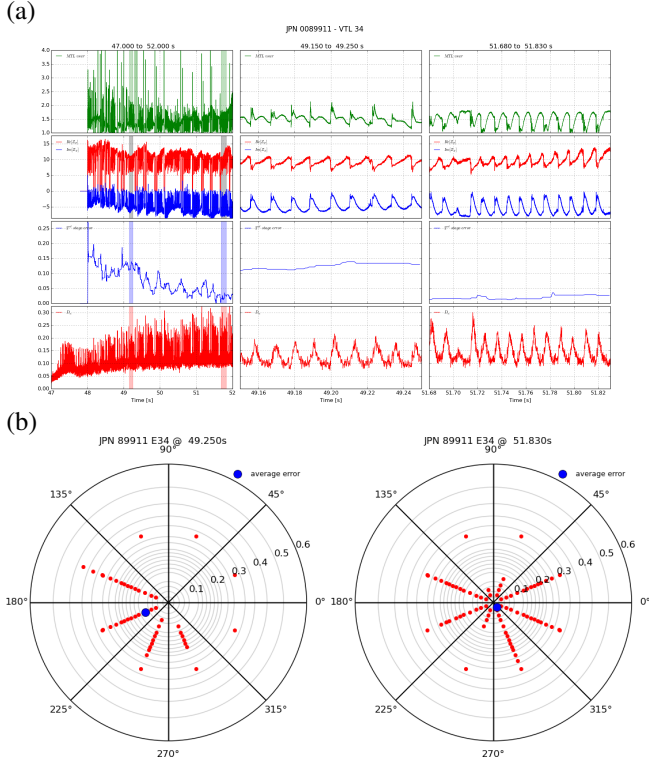 (a)
JPN 0089911 - VTL 34
47.000 to 52.000 s
49.150 to 49.250 s
51.680 to 51.830 s
4.0
3.5
3.0
2.5
2.0
1.5
1.0
15
10
5
0
−5
0.25
0.20
0.15
0.10
0.05
0.00
0.30
0.25
0.20
0.15
0.10
0.05
0.00
47 48 49 50 51 52
49.16 49.18 49.20 49.22 49.24
51.68 51.70 51.72 51.74 51.76 51.78 51.80 51.82
Time [s] Time [s] Time [s]
(b)
JPN 89911 E34 @ 49.250s
90°
average error
135° 45°
0.1 0.2 0.3 0.4 0.5 0.6
180° 0°
225° 315°
270°
JPN 89911 E34 @ 51.830s
90°
average error
135° 45°
0.1 0.2 0.3 0.4 0.5 0.6
180° 0°
225° 315°
270°